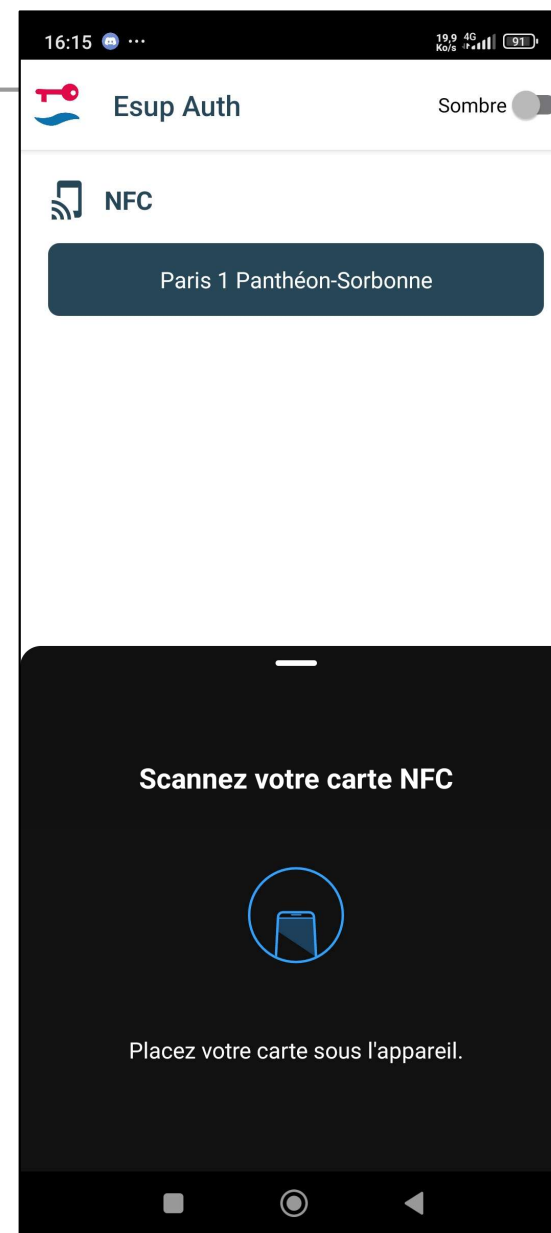 16:15 ...
19,9 4G 91
Ko/s
Esup Auth
Sombre
NFC
Paris 1 Panthéon-Sorbonne
Scannez votre carte NFC
Placez votre carte sous l'appareil.